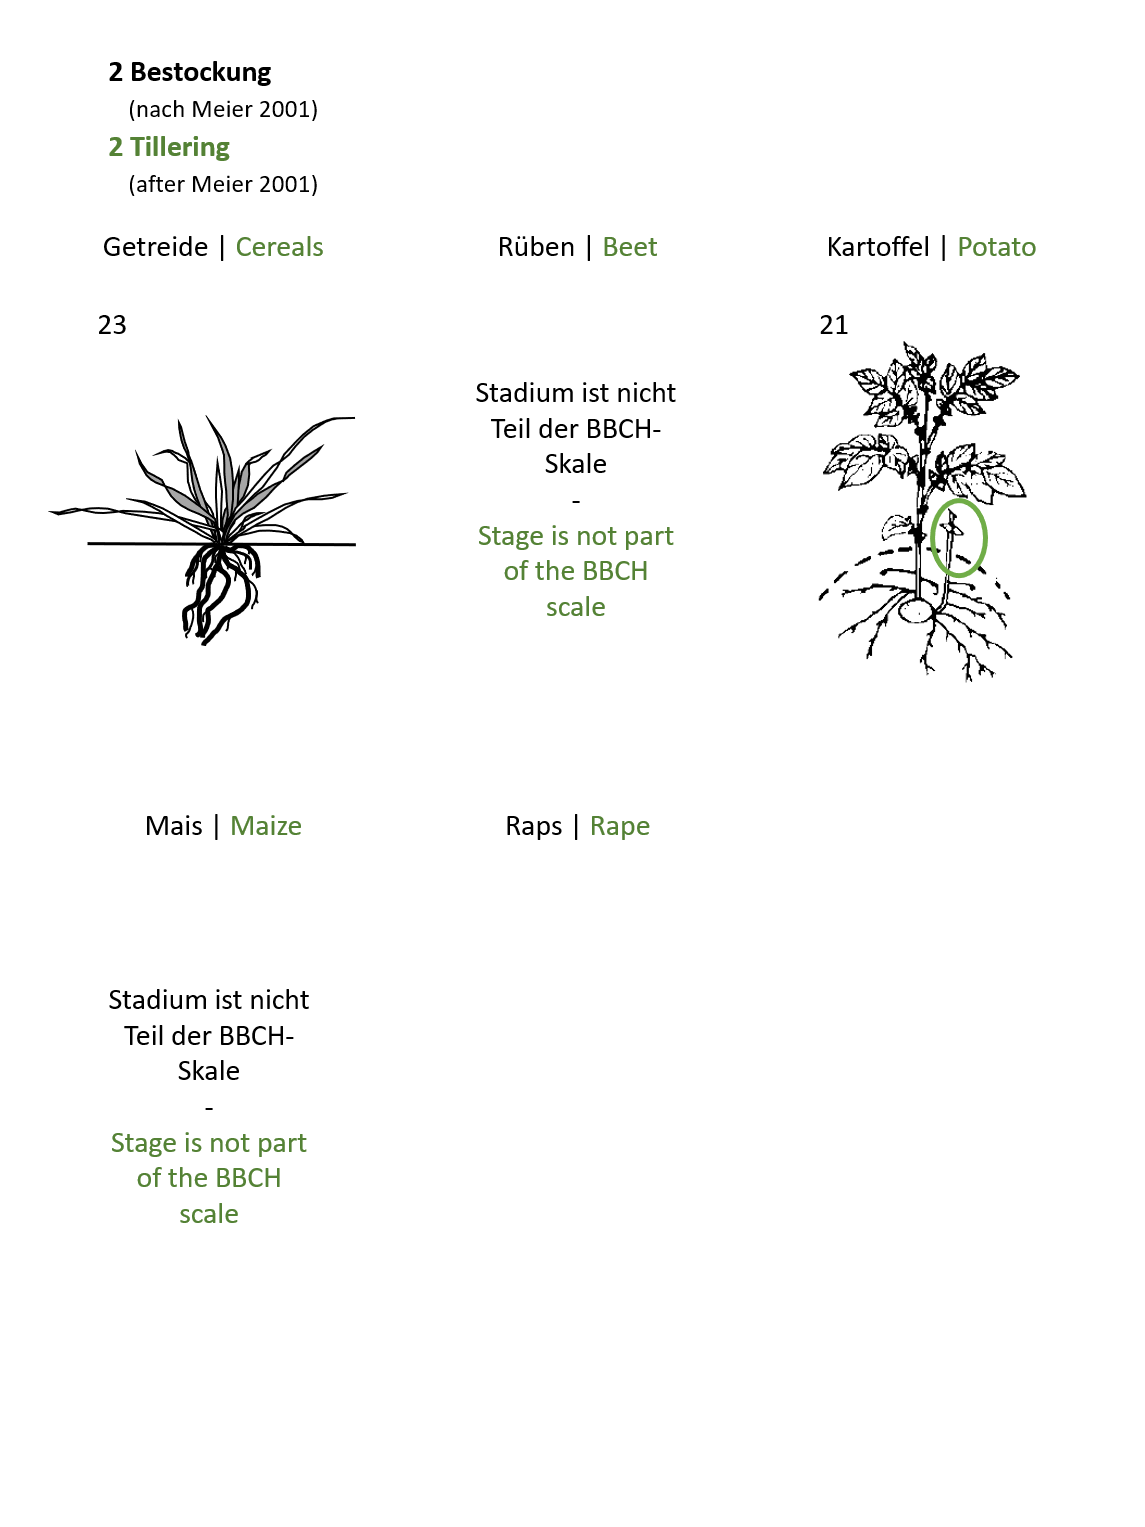 2 Bestockung
(nach Meier 2001)
2 Tillering
(after Meier 2001)
Getreide | Cereals
Rüben | Beet
Kartoffel | Potato
23
Stadium ist nicht
Teil der BBCH-
Skale
-
Stage is not part
of the BBCH
scale
21
Mais | Maize
Raps | Rape
Stadium ist nicht
Teil der BBCH-
Skale
-
Stage is not part
of the BBCH
scale